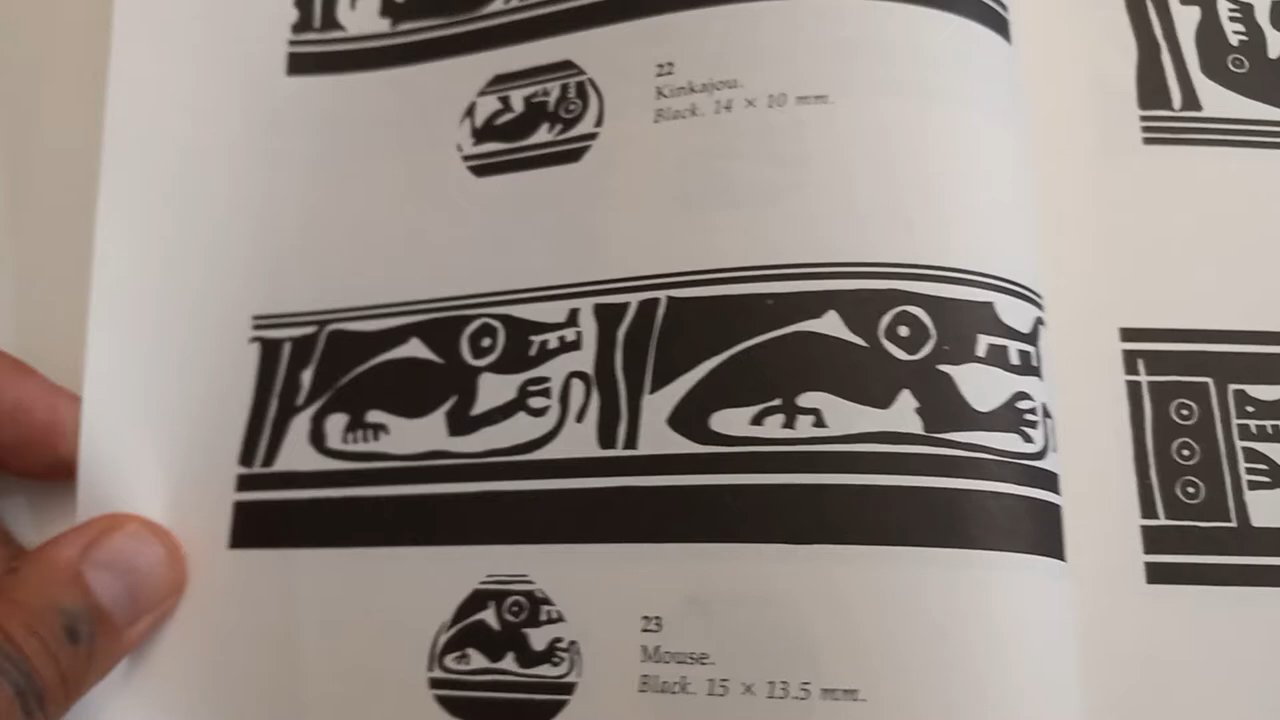 22
Kinkajou.
Black. 14 × 10 mm.
23
Mouse.
Black. 15 × 13.5 mm.